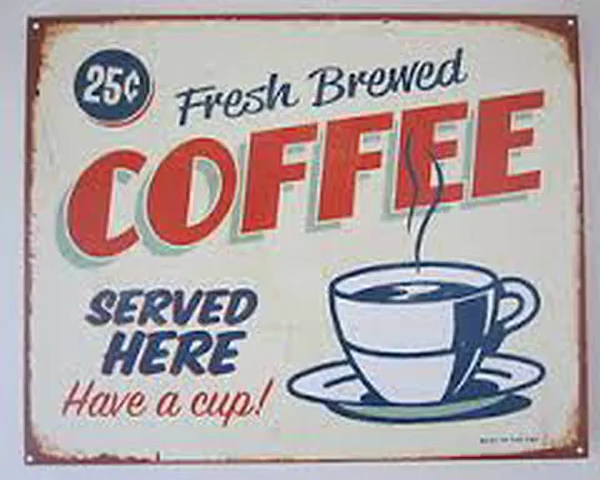 25¢
Fresh Brewed
COFFEE
SERVED
HERE
Have a cup!